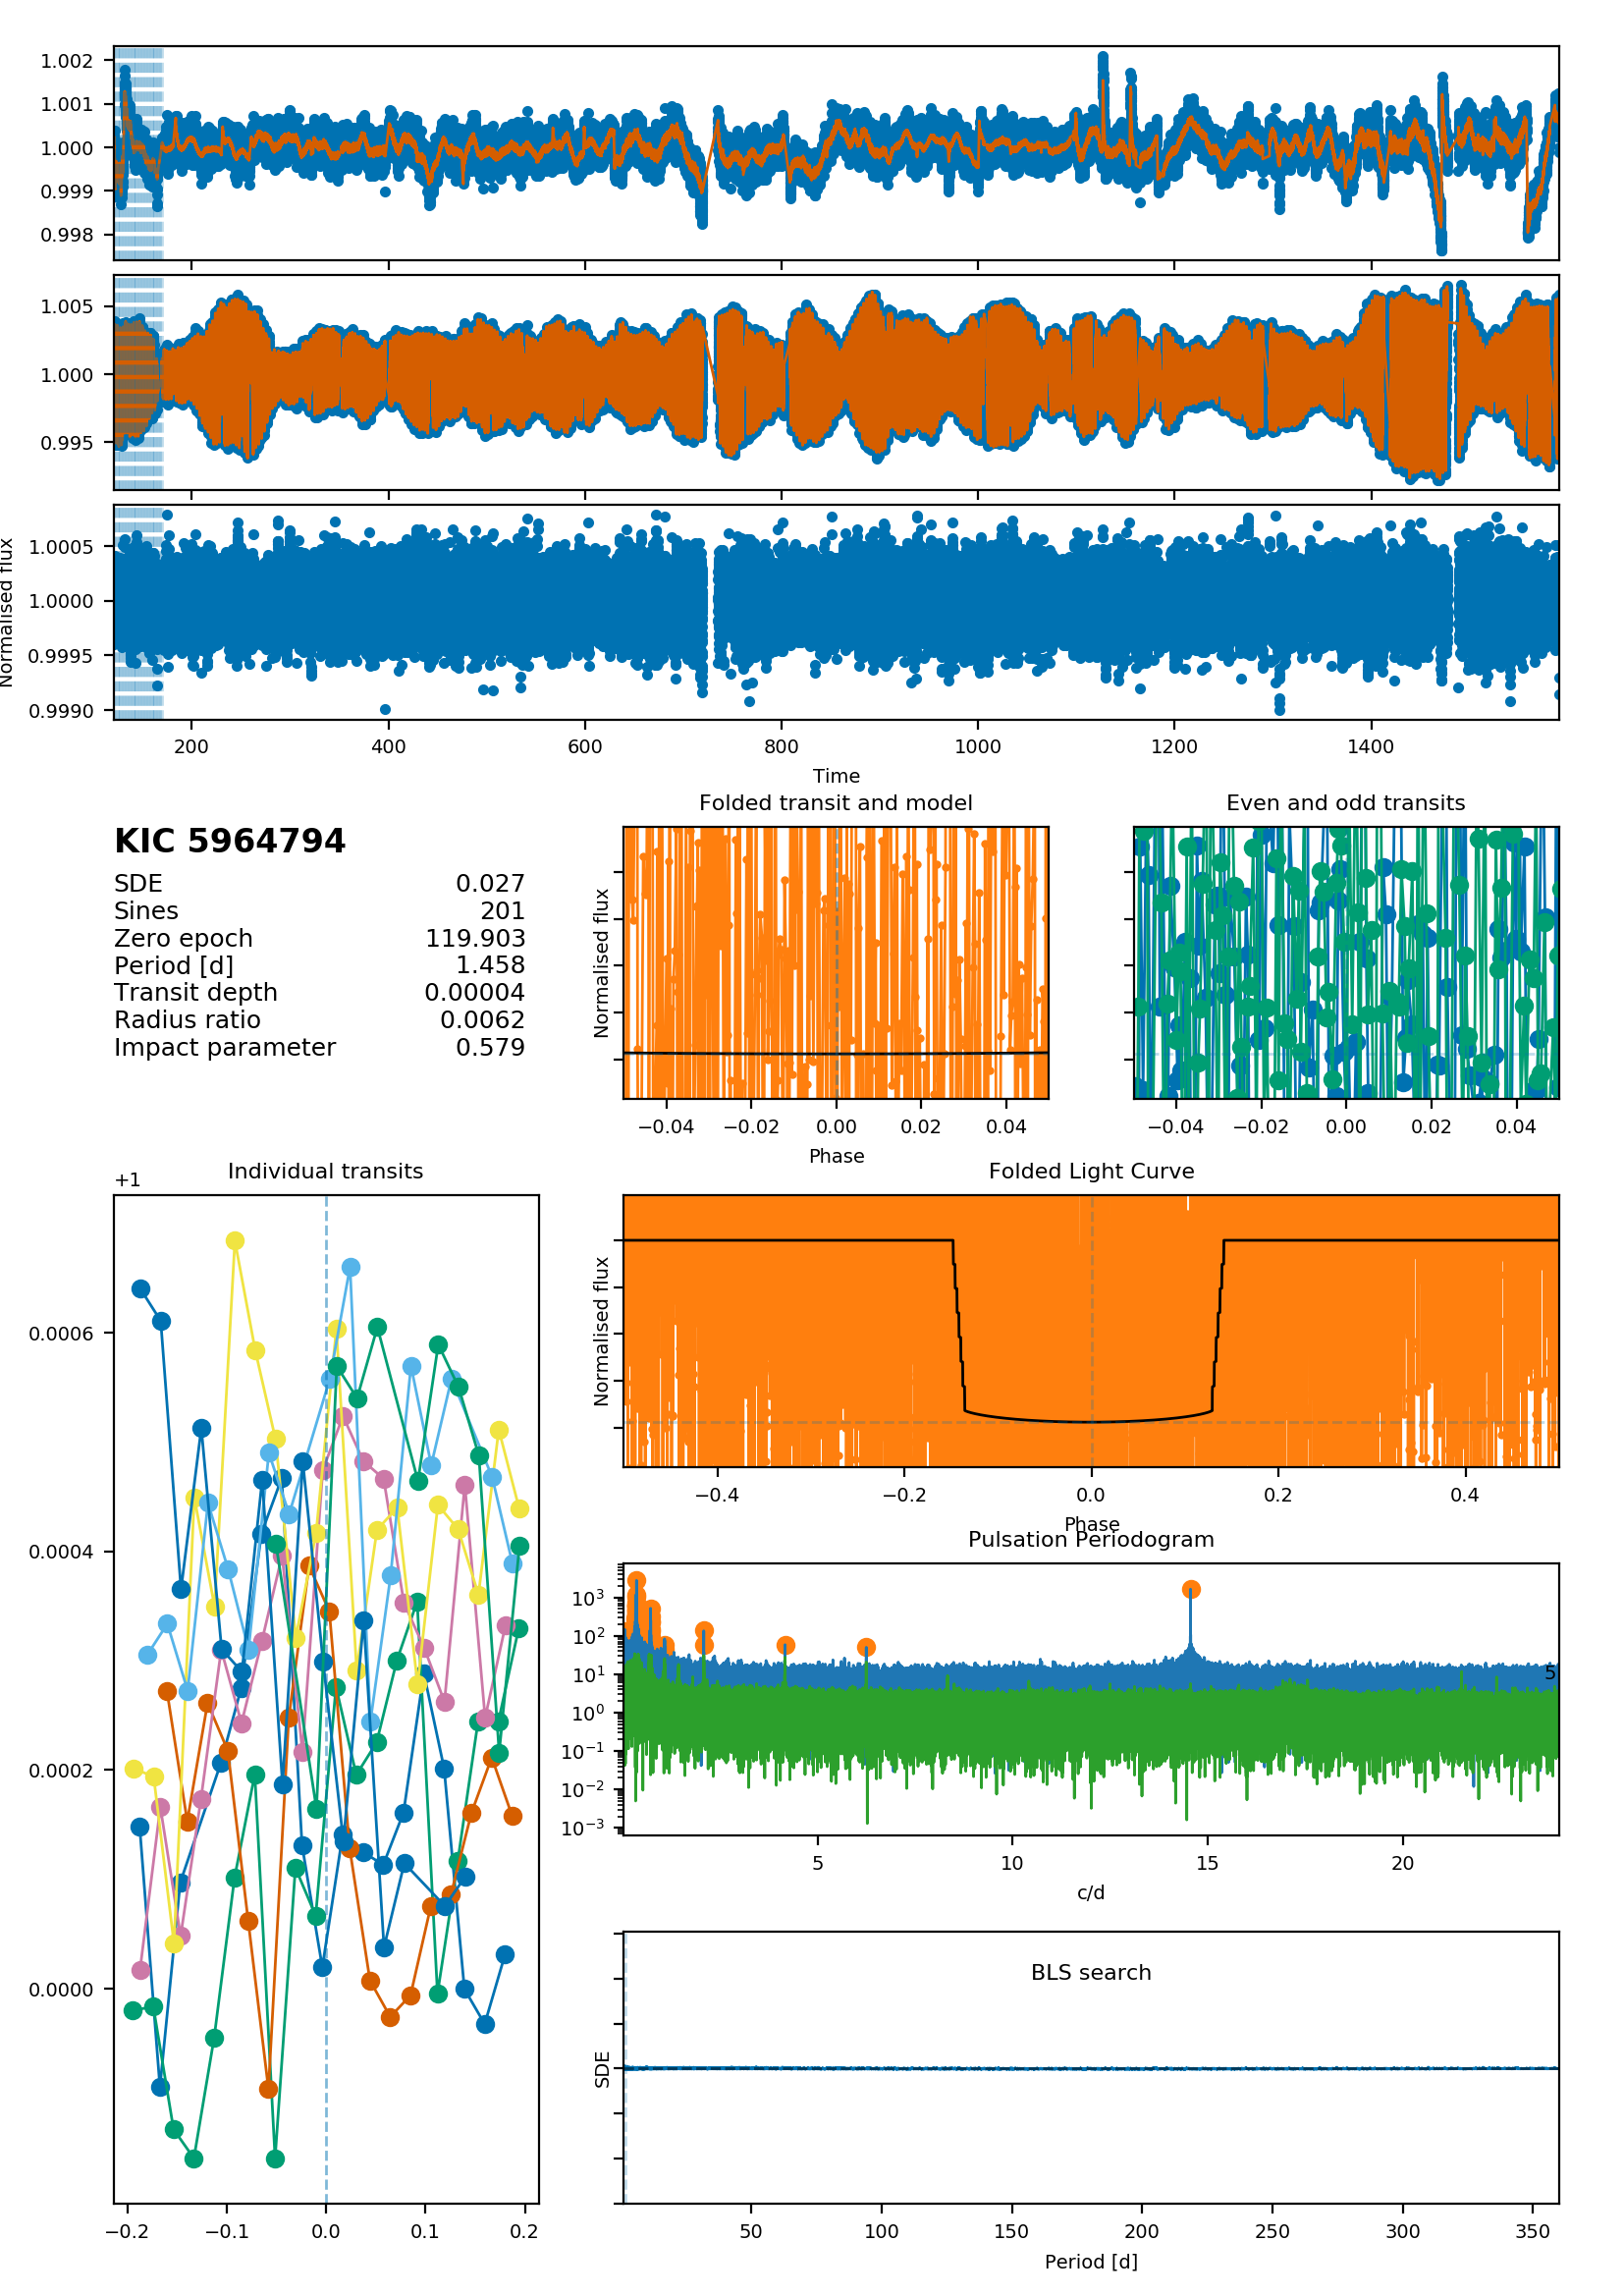 1.002
1.001
1.000
0.999
0.998
1.005
1.000
0.995
Normalised flux
1.0005
1.0000
0.9995
0.9990
200 400 600 800 1000 1200 1400
Time
KIC 5964794
SDE 0.027
Sines 201
Zero epoch 119.903
Period [d] 1.458
Transit depth 0.00004
Radius ratio 0.0062
Impact parameter 0.579
Folded transit and model
Normalised flux
−0.04 −0.02 0.00 0.02 0.04
Phase
Even and odd transits
−0.04 −0.02 0.00 0.02 0.04
Individual transits
+1
0.0006
0.0004
0.0002
0.0000
−0.2 −0.1 0.0 0.1 0.2
Folded Light Curve
Normalised flux
−0.4 −0.2 0.0 0.2 0.4
Phase
Pulsation Periodogram
10³
10²
10¹
10⁰
10⁻¹
10⁻²
10⁻³
5
5 10 15 20
c/d
BLS search
SDE
50 100 150 200 250 300 350
Period [d]